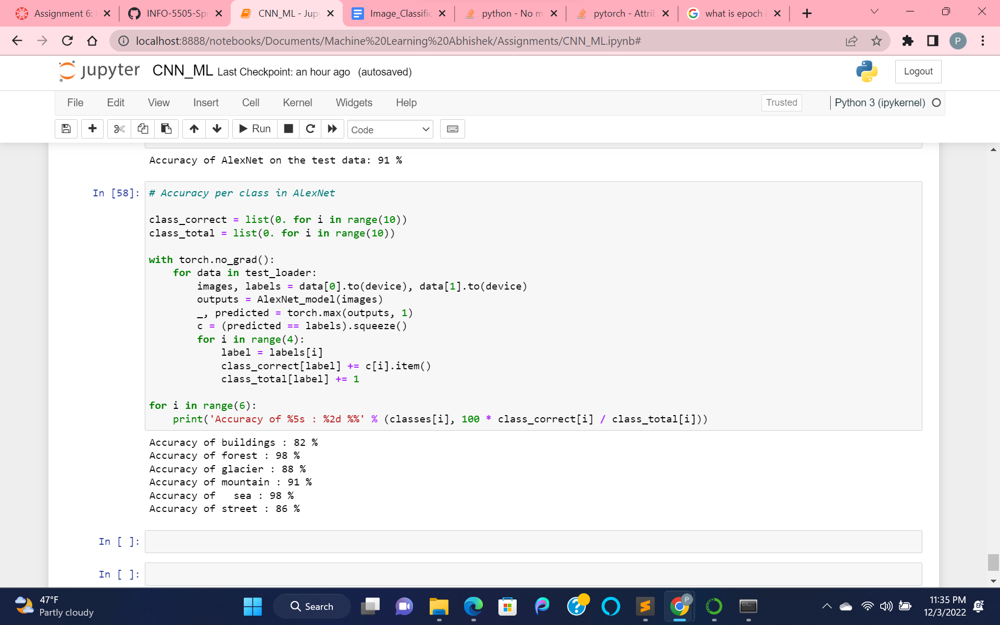 Assignment 6:
INFO-5505-Spr
CNN_ML - Jupy
Image_Classific
python - No m
pytorch - Attrib
what is epoch i
localhost:8888/notebooks/Documents/Machine%20Learning%20Abhishek/Assignments/CNN_ML.ipynb#
P
jupyter CNN_ML Last Checkpoint: an hour ago (autosaved)
Logout
File Edit View Insert Cell Kernel Widgets Help
Trusted
Python 3 (ipykernel)
Run
Code
Accuracy of AlexNet on the test data: 91 %
In [58]:
# Accuracy per class in AlexNet
class_correct = list(0. for i in range(10))
class_total = list(0. for i in range(10))
with torch.no_grad():
for data in test_loader:
images, labels = data[0].to(device), data[1].to(device)
outputs = AlexNet_model(images)
_, predicted = torch.max(outputs, 1)
c = (predicted == labels).squeeze()
for i in range(4):
label = labels[i]
class_correct[label] += c[i].item()
class_total[label] += 1
for i in range(6):
print('Accuracy of %5s : %2d %%' % (classes[i], 100 * class_correct[i] / class_total[i]))
Accuracy of buildings : 82 %
Accuracy of forest : 98 %
Accuracy of glacier : 88 %
Accuracy of mountain : 91 %
Accuracy of   sea : 98 %
Accuracy of street : 86 %
In [ ]:
In [ ]:
47°F
Partly cloudy
Search
P
11:35 PM
12/3/2022